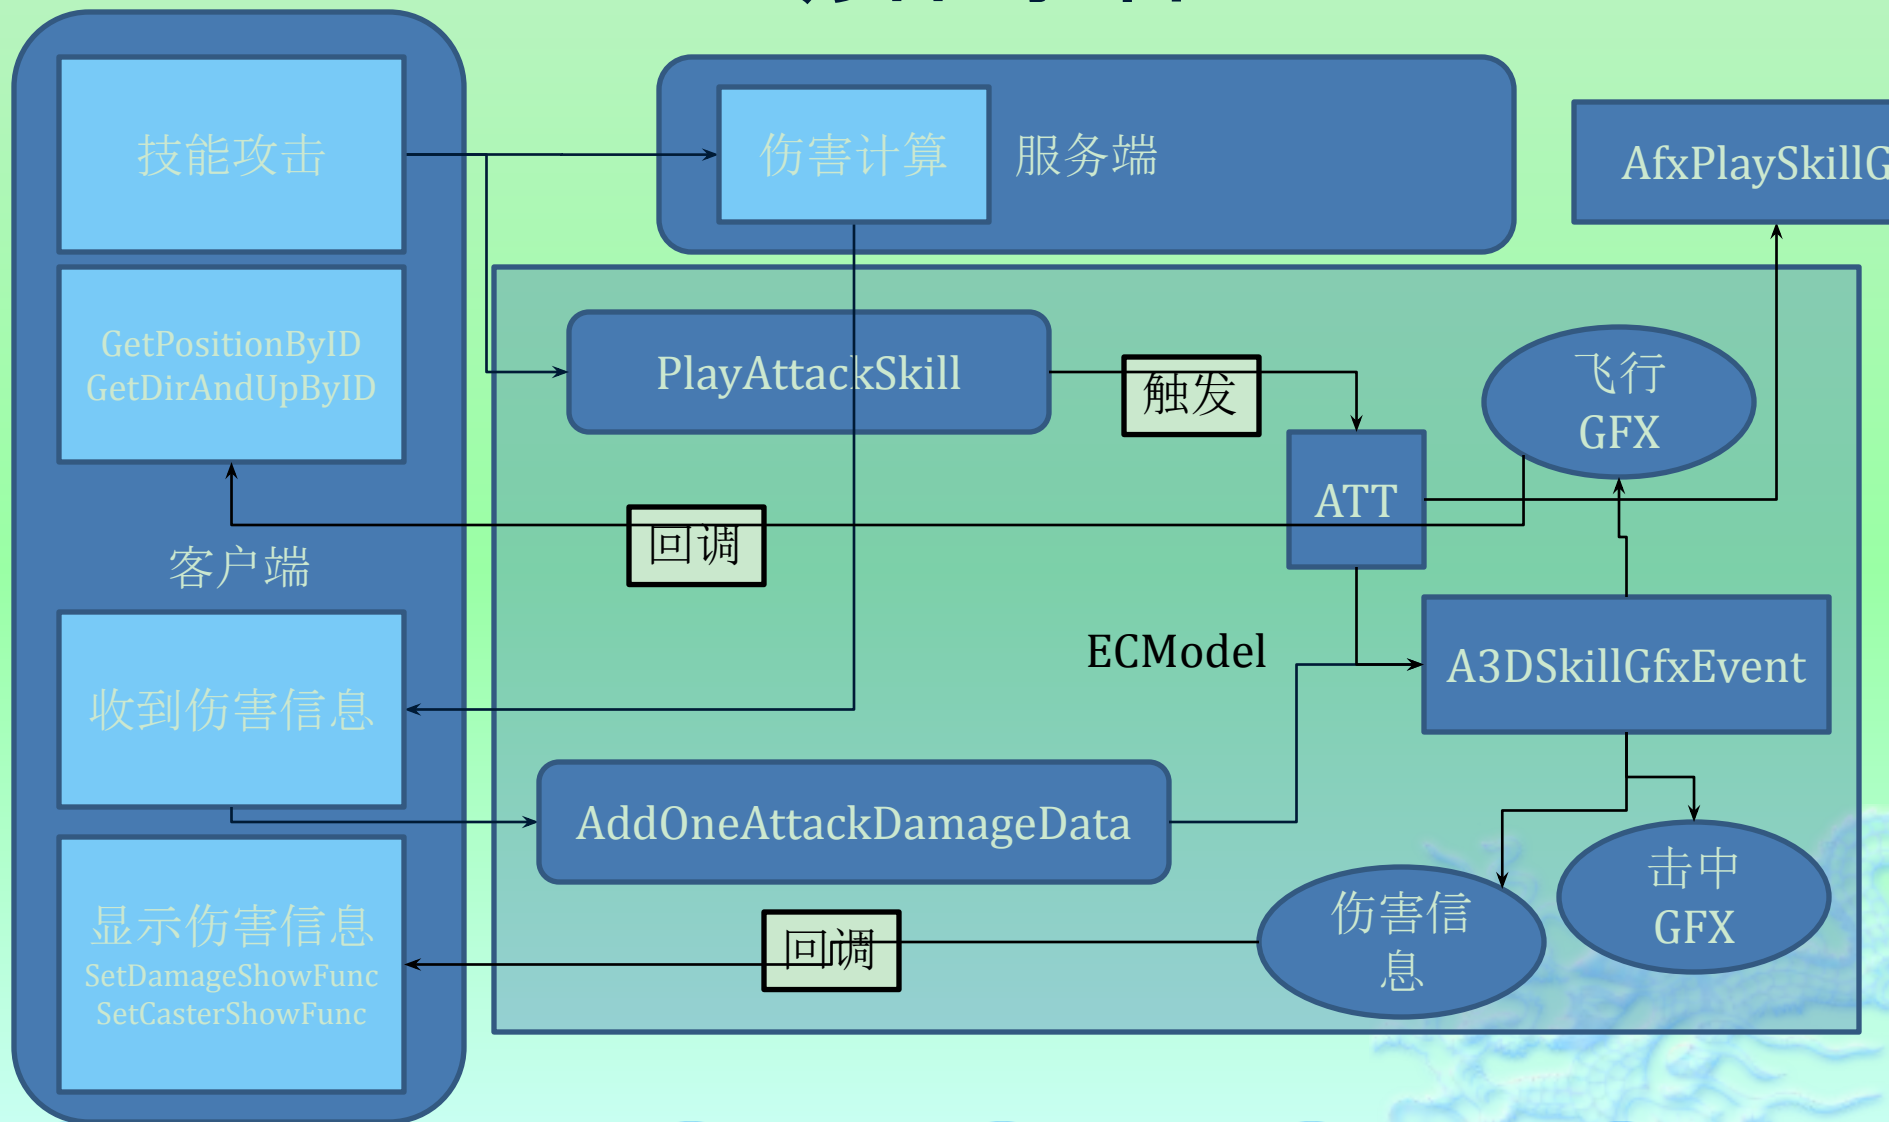 技能攻击
伤害计算
服务端
AfxPlaySkillG
GetPositionByID
GetDirAndUpByID
PlayAttackSkill
触发
飞行
GFX
ATT
回调
客户端
ECModel
A3DSkillGfxEvent
收到伤害信息
AddOneAttackDamageData
击中
GFX
伤害信
息
显示伤害信息
SetDamageShowFunc
SetCasterShowFunc
回调